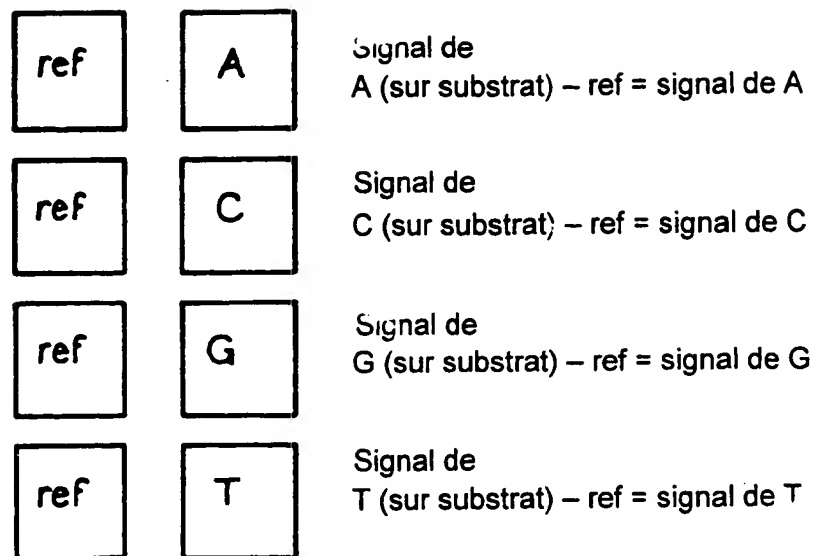 ref A Signal de
A (sur substrat) – ref = signal de A
ref C Signal de
C (sur substrat) – ref = signal de C
ref G Signal de
G (sur substrat) – ref = signal de G
ref T Signal de
T (sur substrat) – ref = signal de T